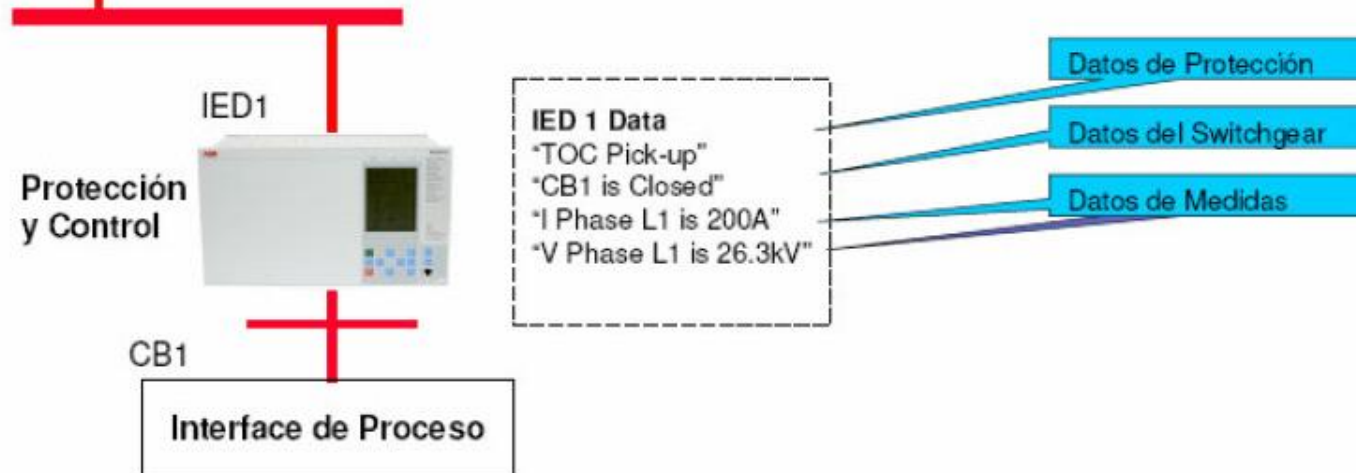 IED1
Protección
y Control
IED 1 Data
“TOC Pick-up”
“CB1 is Closed”
“I Phase L1 is 200A”
“V Phase L1 is 26.3kV”
Datos de Protección
Datos del Switchgear
Datos de Medidas
CB1
Interface de Proceso